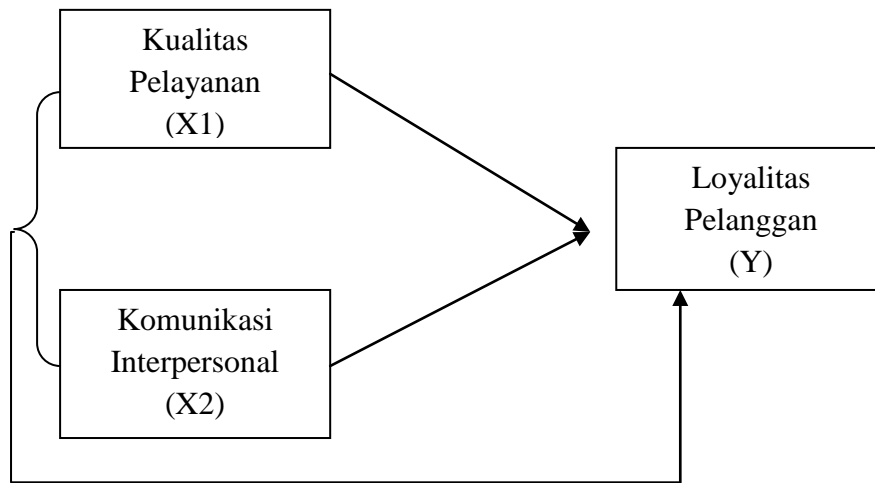 Kualitas
Pelayanan
(X1)
Loyalitas
Pelanggan
(Y)
Komunikasi
Interpersonal
(X2)